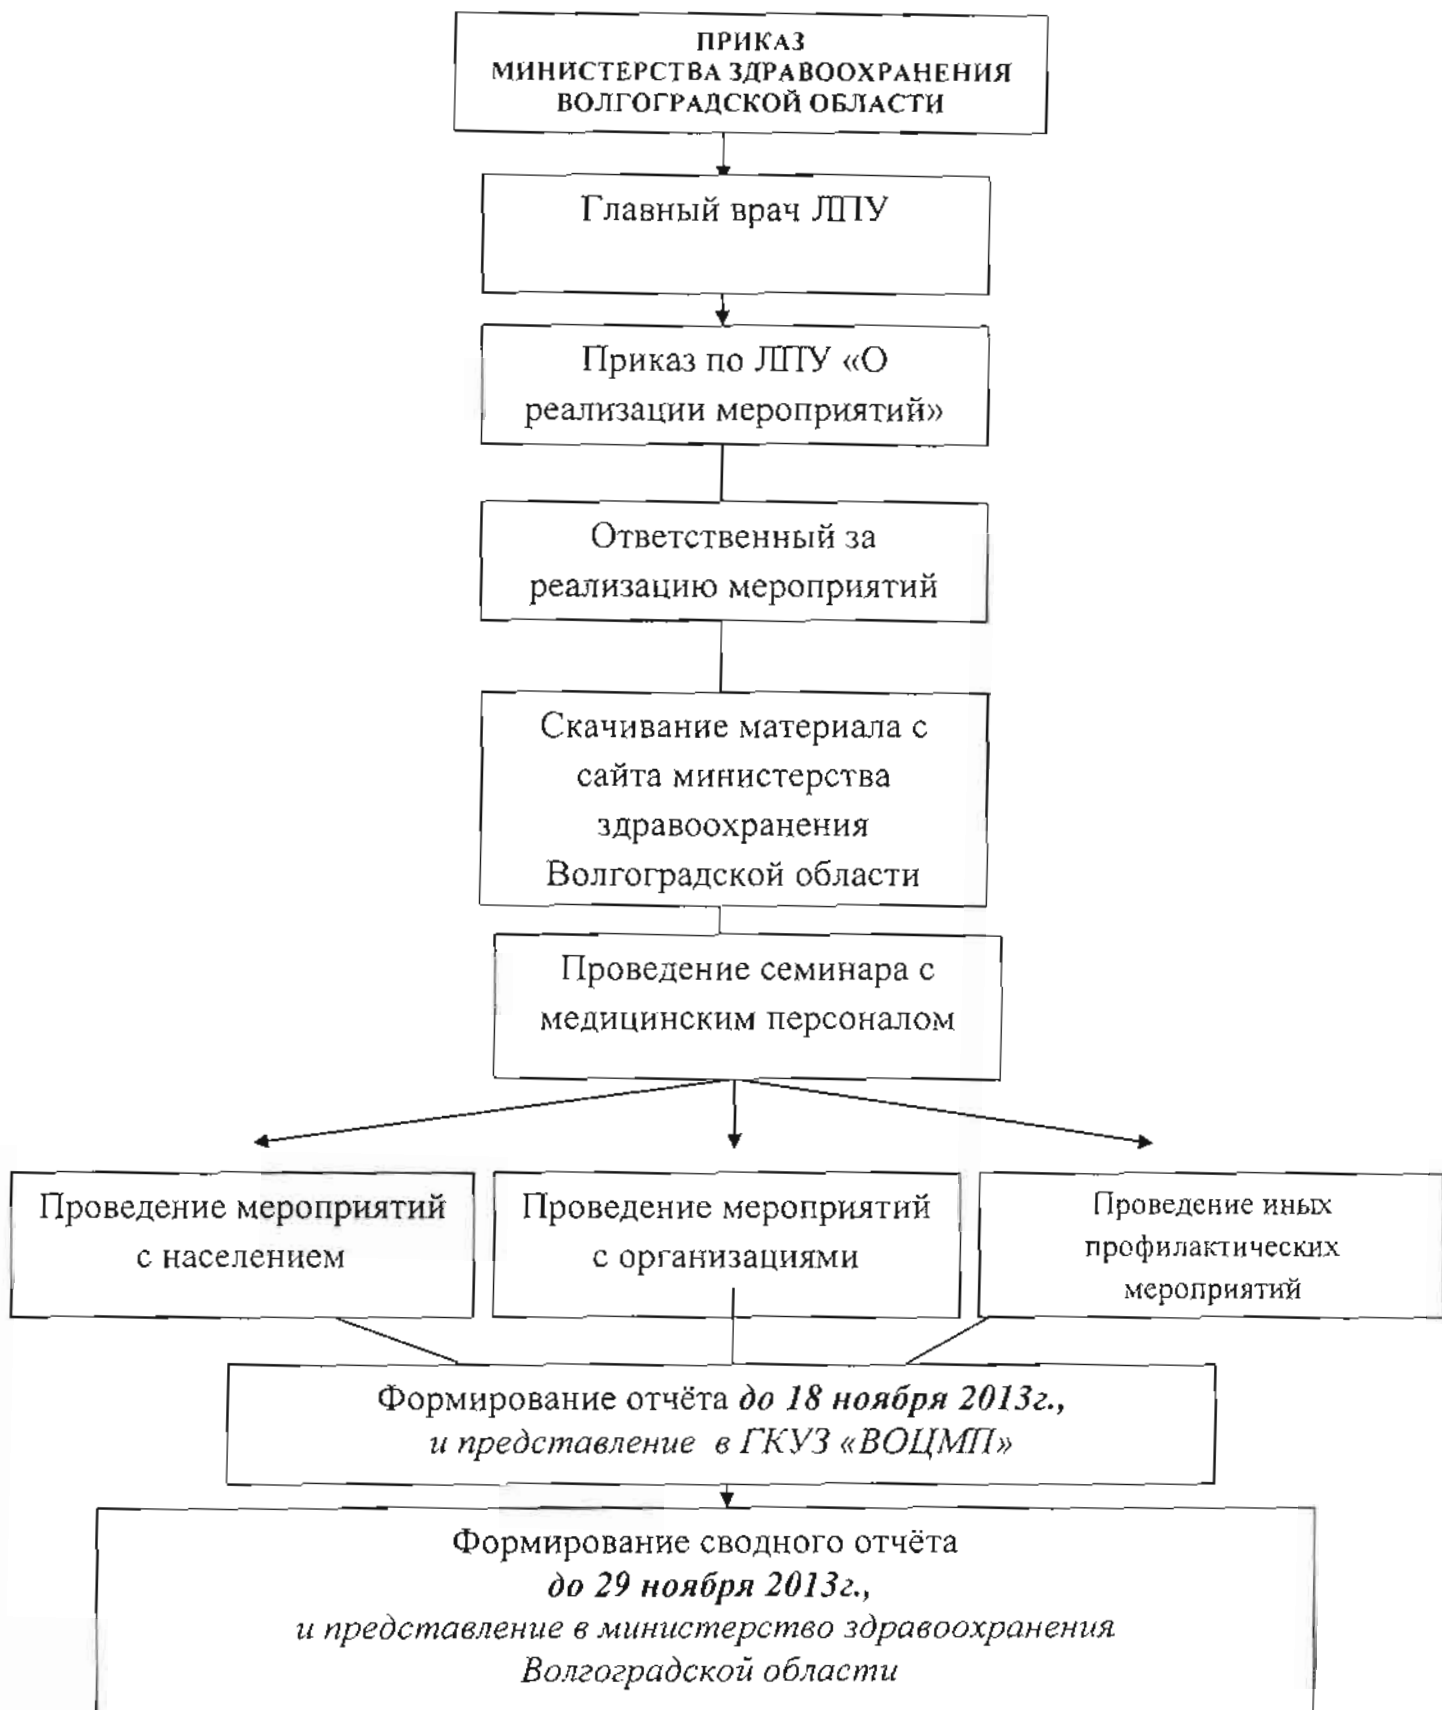 ПРИКАЗ
МИНИСТЕРСТВА ЗДРАВООХРАНЕНИЯ
ВОЛГОГРАДСКОЙ ОБЛАСТИ
Главный врач ЛПУ
Приказ по ЛПУ «О
реализации мероприятий»
Ответственный за
реализацию мероприятий
Скачивание материала с
сайта министерства
здравоохранения
Волгоградской области
Проведение семинара с
медицинским персоналом
Проведение мероприятий
с населением
Проведение мероприятий
с организациями
Проведение иных
профилактических
мероприятий
Формирование отчёта до 18 ноября 2013г.,
и представление в ГКУЗ «ВОЦМП»
Формирование сводного отчёта
до 29 ноября 2013г.,
и представление в министерство здравоохранения
Волгоградской области